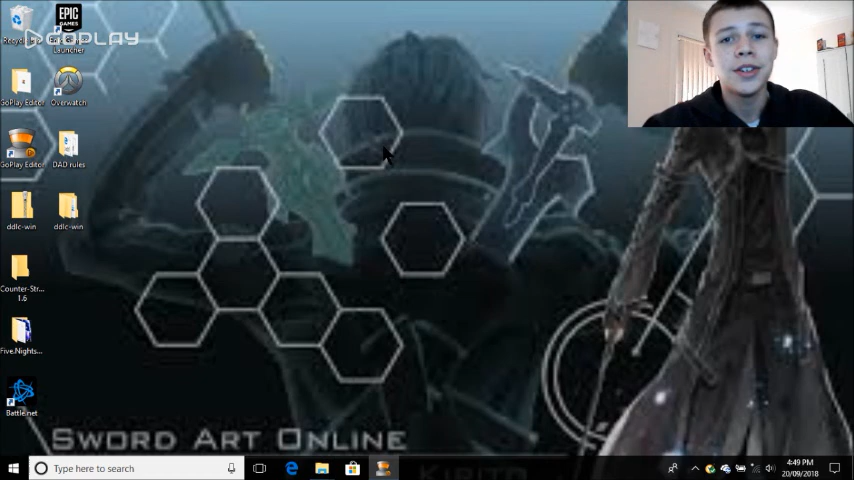 EPIC
GAMES
GOPLAY
Launcher
GoPlay Editor
Overwatch
GoPlay Editor
DAD rules
ddlc-win
ddlc-win
Counter-Str...
1.6
Five.Nights...
Battle.net
SWORD ART ONLINE
KIRITO
Type here to search
4:49 PM
20/09/2018